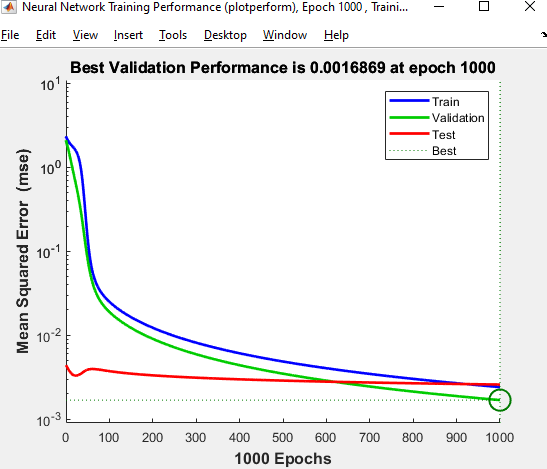 Neural Network Training Performance (plotperform), Epoch 1000 , Traini...
File Edit View Insert Tools Desktop Window Help
Best Validation Performance is 0.0016869 at epoch 1000
Mean Squared Error (mse)
10^1
10^0
10^-1
10^-2
10^-3
Train
Validation
Test
Best
0 100 200 300 400 500 600 700 800 900 1000
1000 Epochs